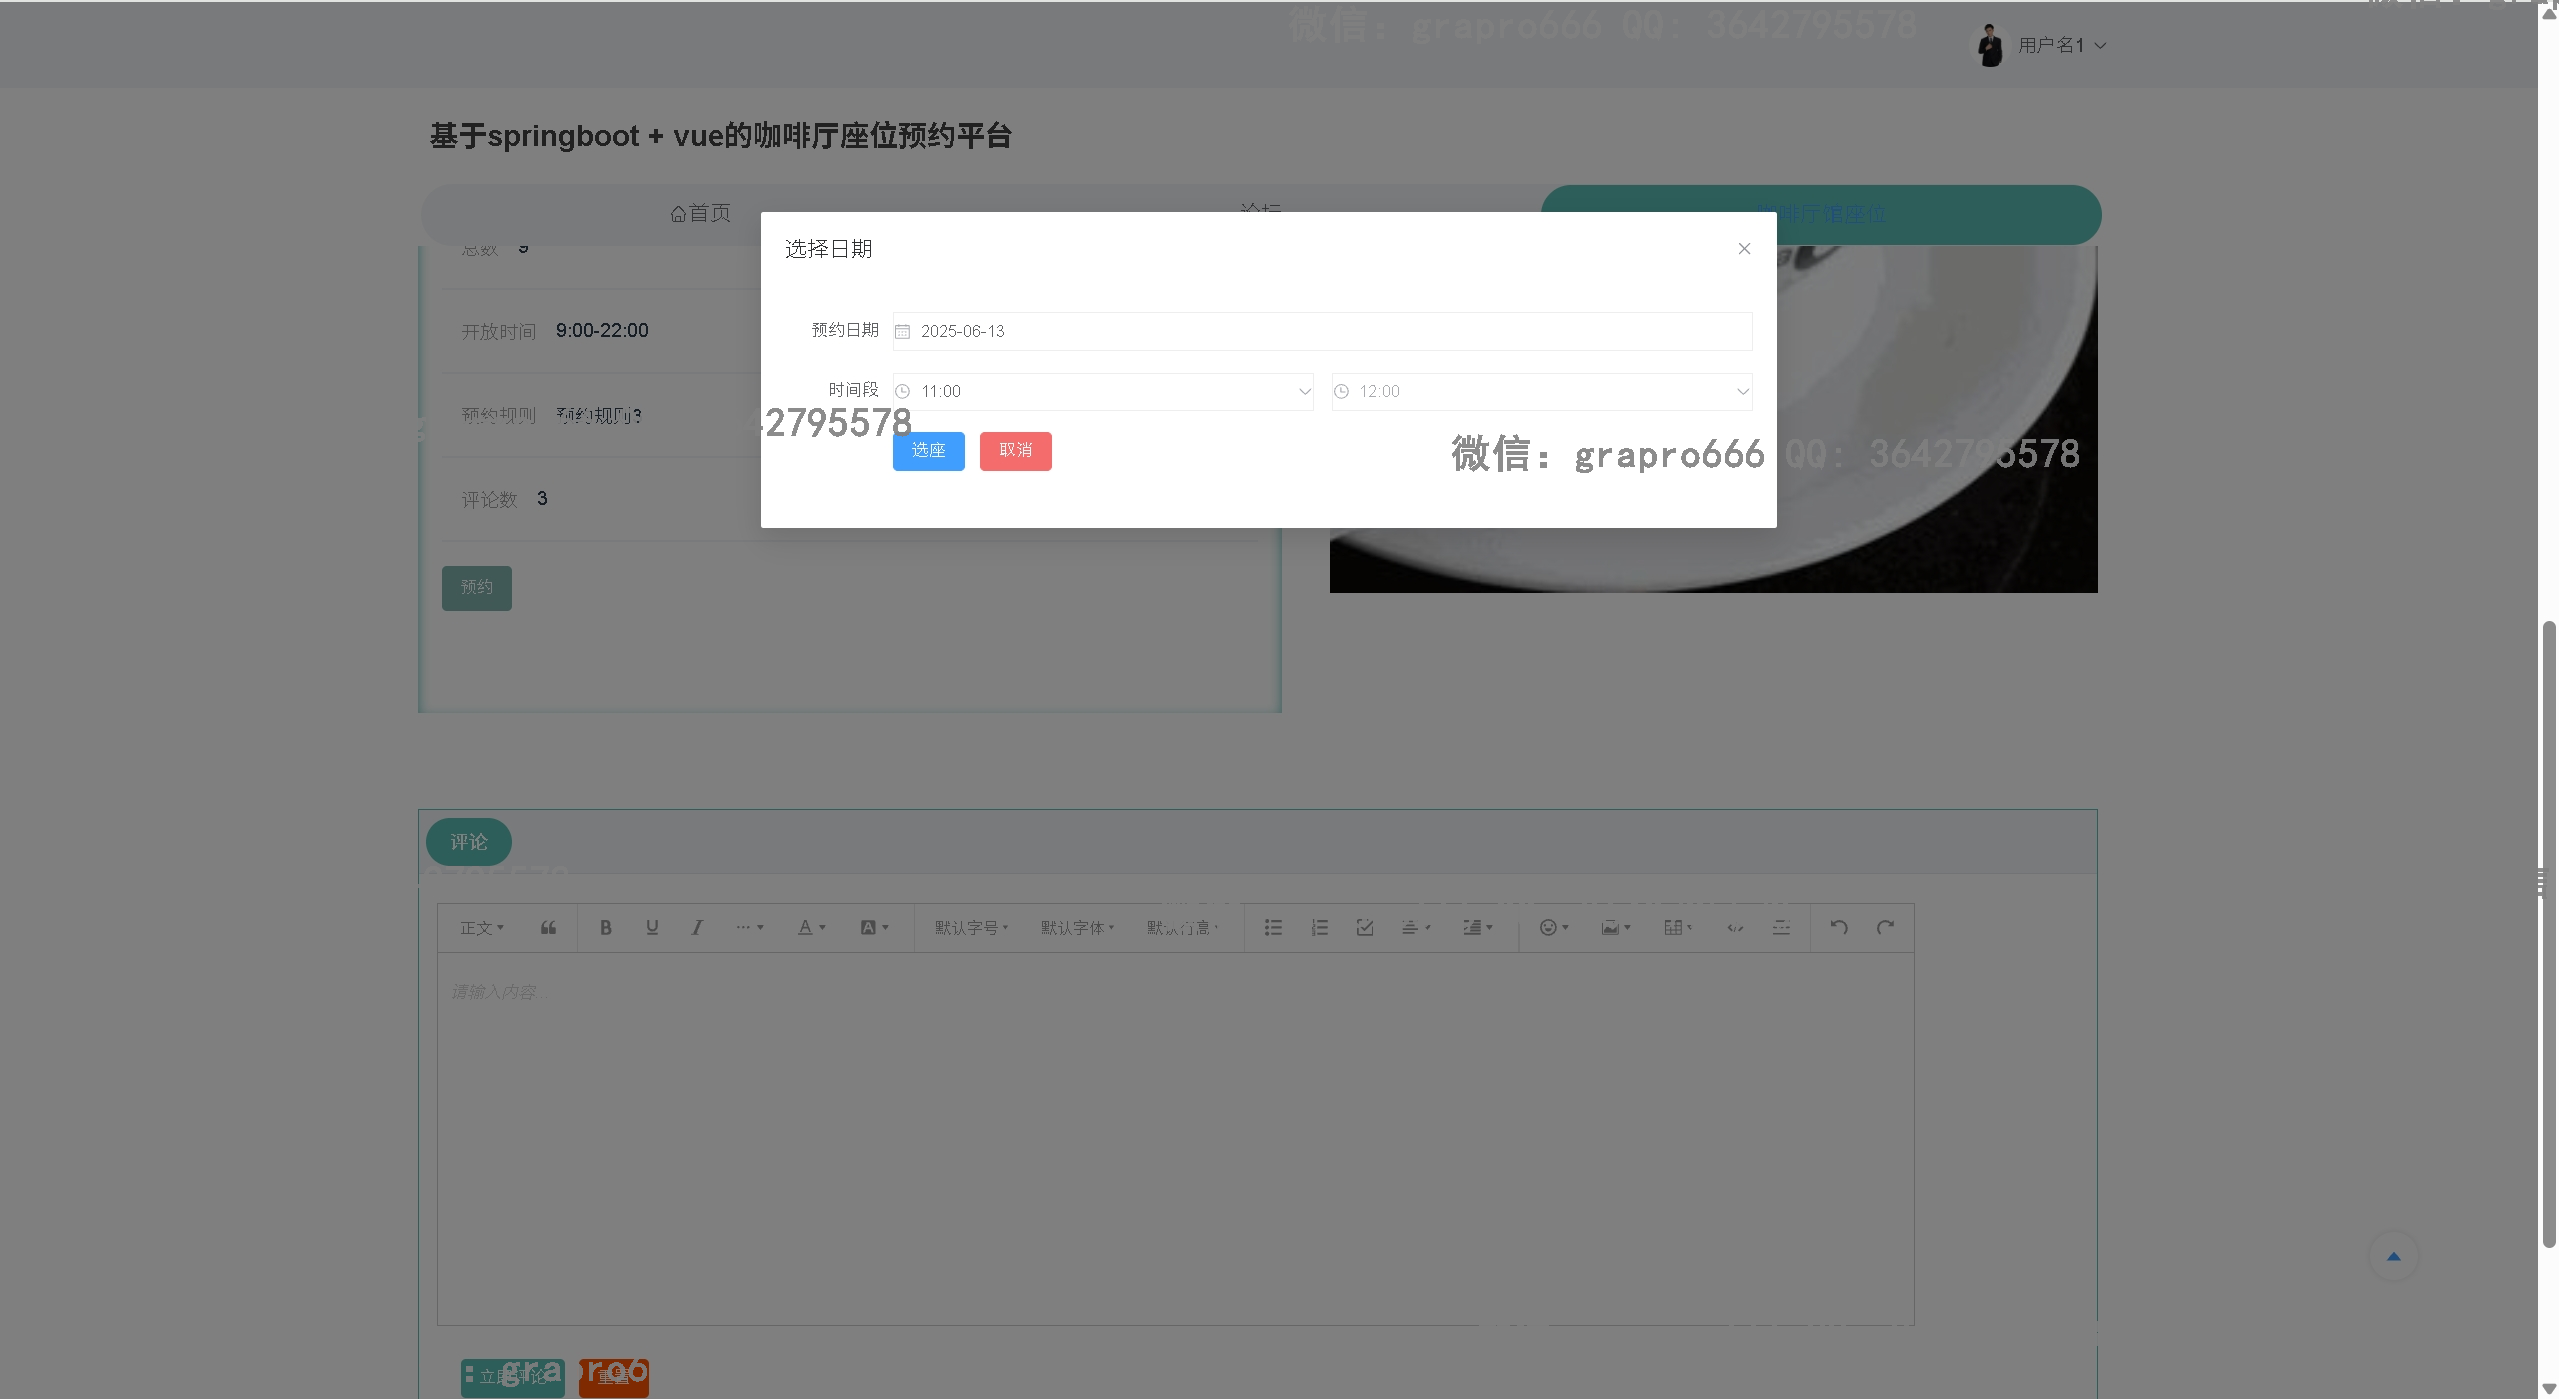 微信: grapro666 QQ: 3642795578
用户名1
基于springboot + vue的咖啡厅座位预约平台
首页
论坛
咖啡厅馆座位
选择日期
总数 9
开放时间 9:00-22:00
预约日期 2025-06-13
时间段 11:00 12:00
预约规则 预约规则3
42795578
选座 取消
微信: grapro666 QQ: 3642795578
评论数 3
预约
评论
正文 B U I A A 默认字号 默认字体 默认行高
请输入内容...
立即评论 重置
: grapro6